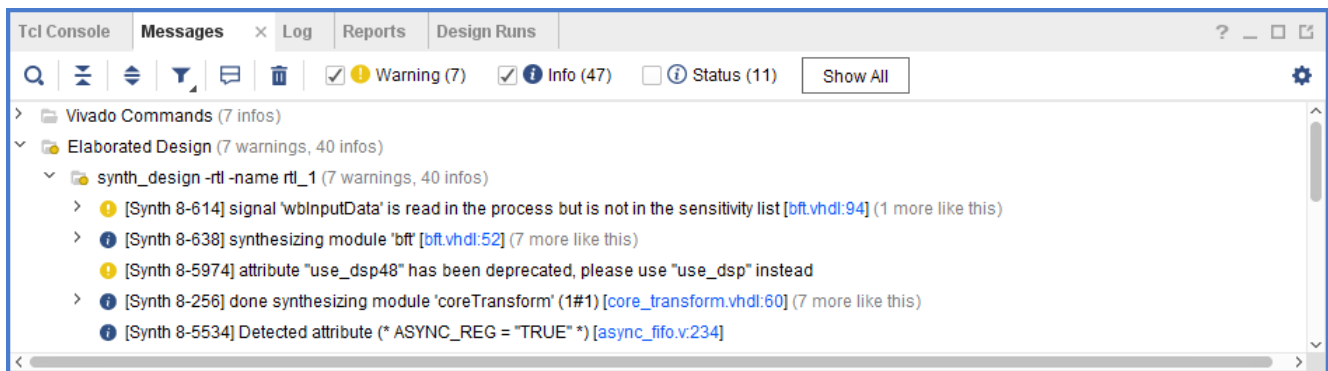 Tcl Console Messages × Log Reports Design Runs ?
Warning (7) Info (47) Status (11) Show All
Vivado Commands (7 infos)
Elaborated Design (7 warnings, 40 infos)
synth_design -rtl -name rtl_1 (7 warnings, 40 infos)
[Synth 8-614] signal 'wbInputData' is read in the process but is not in the sensitivity list [bft.vhdl:94] (1 more like this)
[Synth 8-638] synthesizing module 'bft' [bft.vhdl:52] (7 more like this)
[Synth 8-5974] attribute "use_dsp48" has been deprecated, please use "use_dsp" instead
[Synth 8-256] done synthesizing module 'coreTransform' (1#1) [core_transform.vhdl:60] (7 more like this)
[Synth 8-5534] Detected attribute (* ASYNC_REG = "TRUE" *) [async_fifo.v:234]